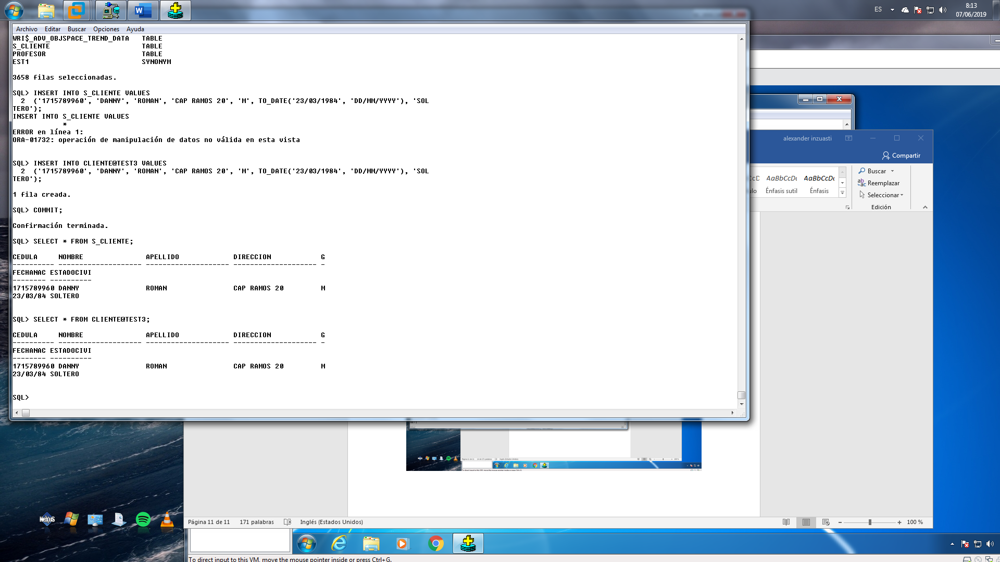 ES
8:13
07/06/2019
Archivo Editar Buscar Opciones Ayuda
WRI$_ADV_OBJSPACE_TREND_DATA TABLE
S_CLIENTE TABLE
PROFESOR TABLE
EST1 SYNONYM
3658 filas seleccionadas.
SQL> INSERT INTO S_CLIENTE VALUES
2 ('1715789960', 'DANNY', 'ROMAN', 'CAP RAMOS 20', 'M', TO_DATE('23/03/1984', 'DD/MM/YYYY'), 'SOL
TERO');
INSERT INTO S_CLIENTE VALUES
*
ERROR en línea 1:
ORA-01732: operación de manipulación de datos no válida en esta vista
SQL> INSERT INTO CLIENTE@TEST3 VALUES
2 ('1715789960', 'DANNY', 'ROMAN', 'CAP RAMOS 20', 'M', TO_DATE('23/03/1984', 'DD/MM/YYYY'), 'SOL
TERO');
1 fila creada.
SQL> COMMIT;
Confirmación terminada.
SQL> SELECT * FROM S_CLIENTE;
CEDULA NOMBRE APELLIDO DIRECCION G
---------- -------------------- -------------------- -------------------- -
FECHANAC ESTADOCIVI
-------- ----------
1715789960 DANNY ROMAN CAP RAMOS 20 M
23/03/84 SOLTERO
SQL> SELECT * FROM CLIENTE@TEST3;
CEDULA NOMBRE APELLIDO DIRECCION G
---------- -------------------- -------------------- -------------------- -
FECHANAC ESTADOCIVI
-------- ----------
1715789960 DANNY ROMAN CAP RAMOS 20 M
23/03/84 SOLTERO
SQL>
alexander inzuasti
Compartir
AaBbCcDc AaBbCcDc
Énfasis sutil Énfasis
Buscar
Reemplazar
Seleccionar
Edición
NeXuS
Página 11 de 11 171 palabras Inglés (Estados Unidos)
100 %
To direct input to this VM, move the mouse pointer inside or press Ctrl+G.